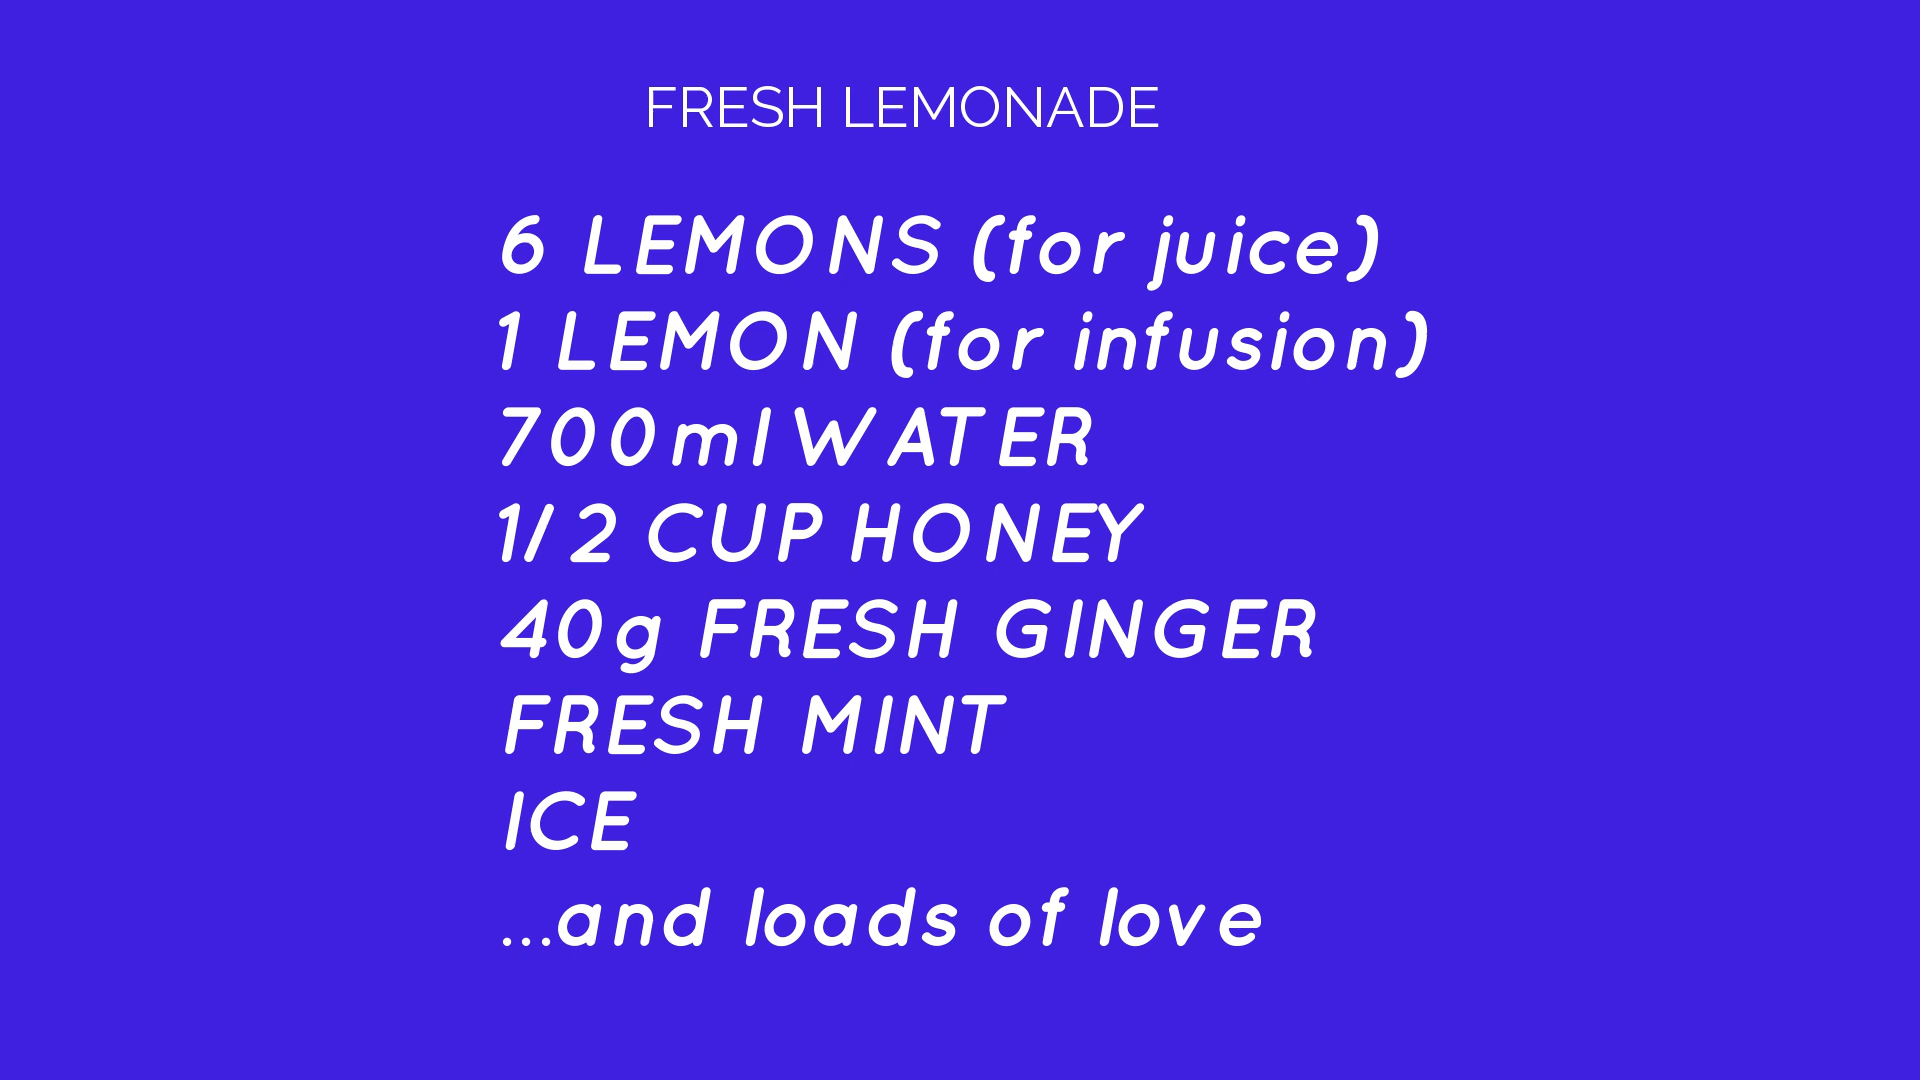 FRESH LEMONADE
6 LEMONS (for juice)
1 LEMON (for infusion)
700ml WATER
1/2 CUP HONEY
40g FRESH GINGER
FRESH MINT
ICE
...and loads of love